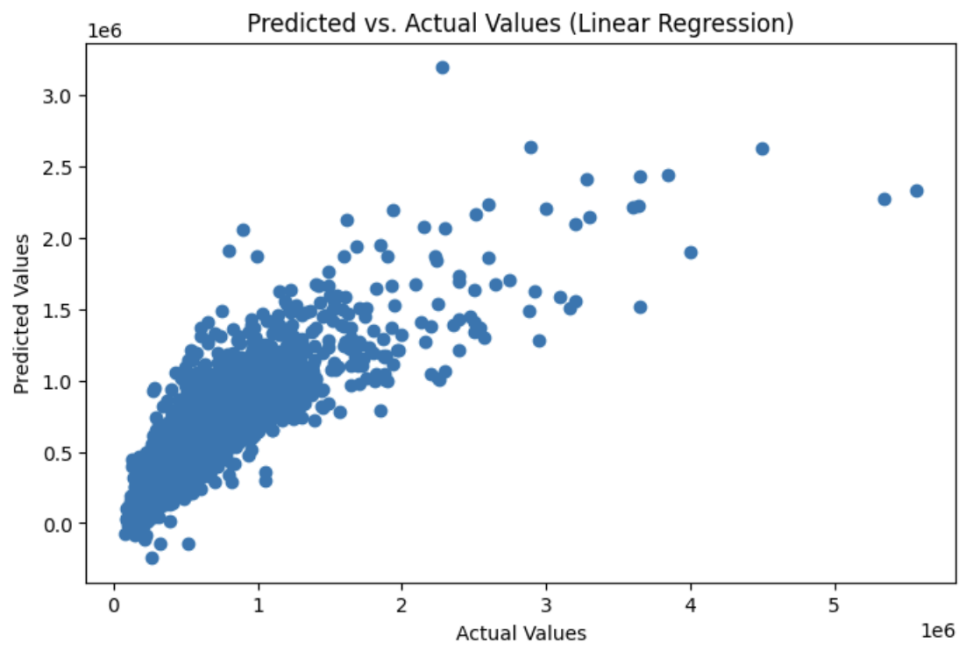 Predicted vs. Actual Values (Linear Regression)
1e6
3.0
2.5
2.0
1.5
1.0
0.5
0.0
Predicted Values
0 1 2 3 4 5
1e6
Actual Values